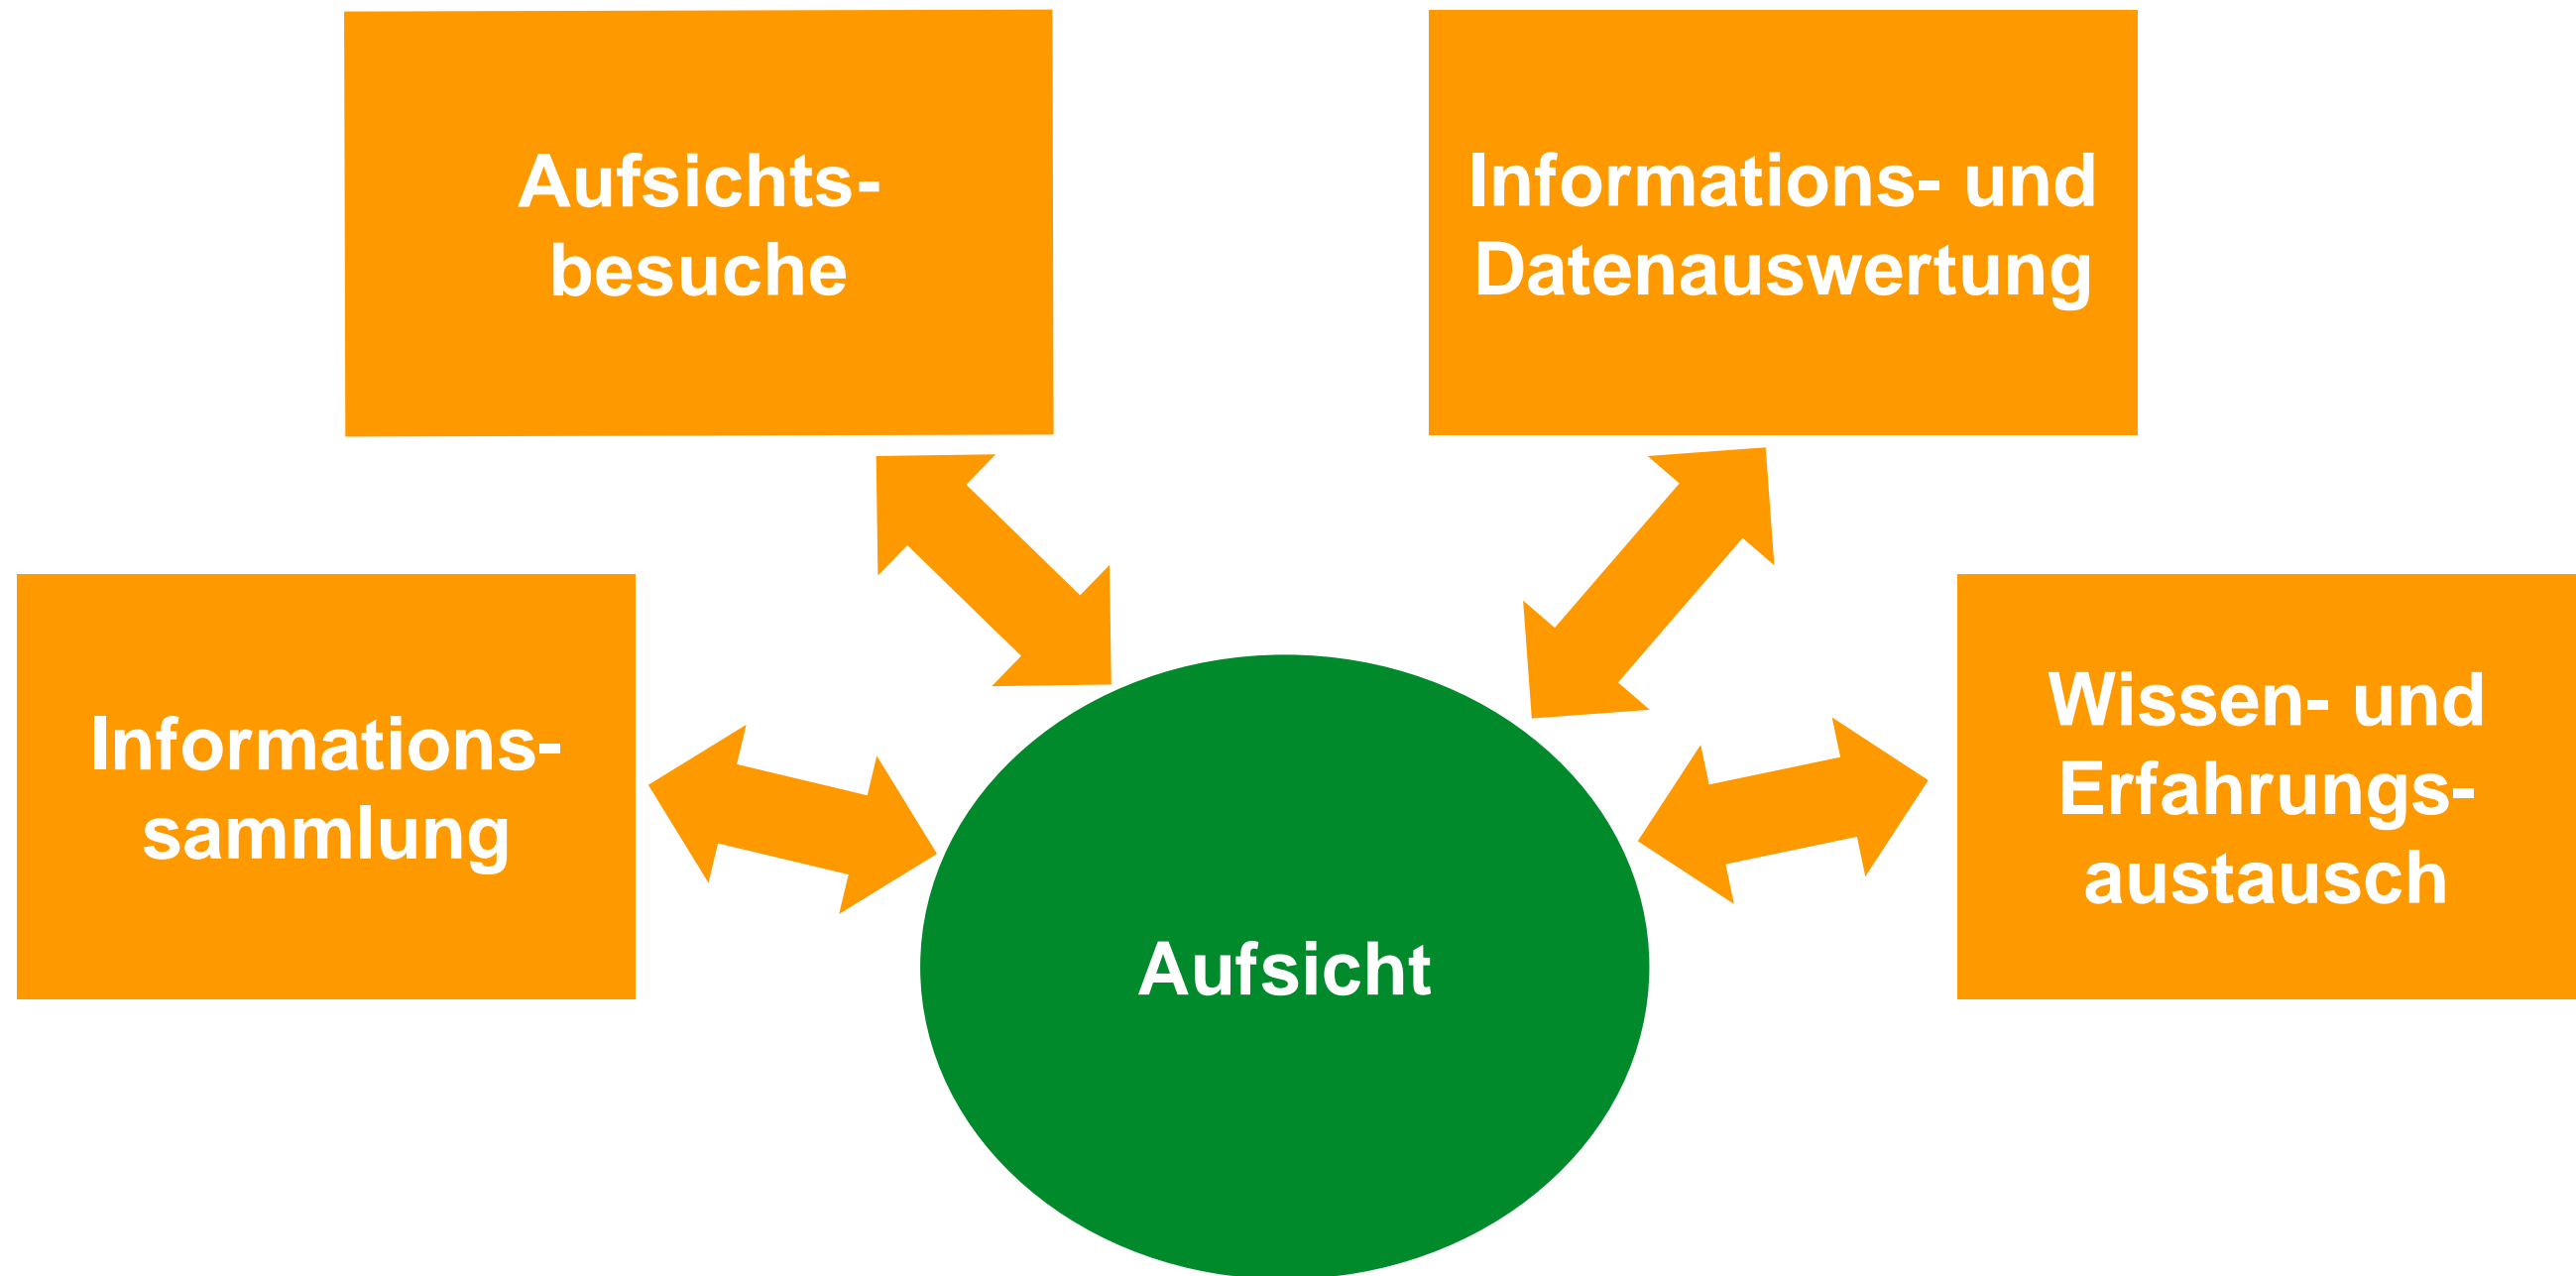 Aufsichts-
besuche
Informations- und
Datenauswertung
Informations-
sammlung
Wissen- und
Erfahrungs-
austausch
Aufsicht